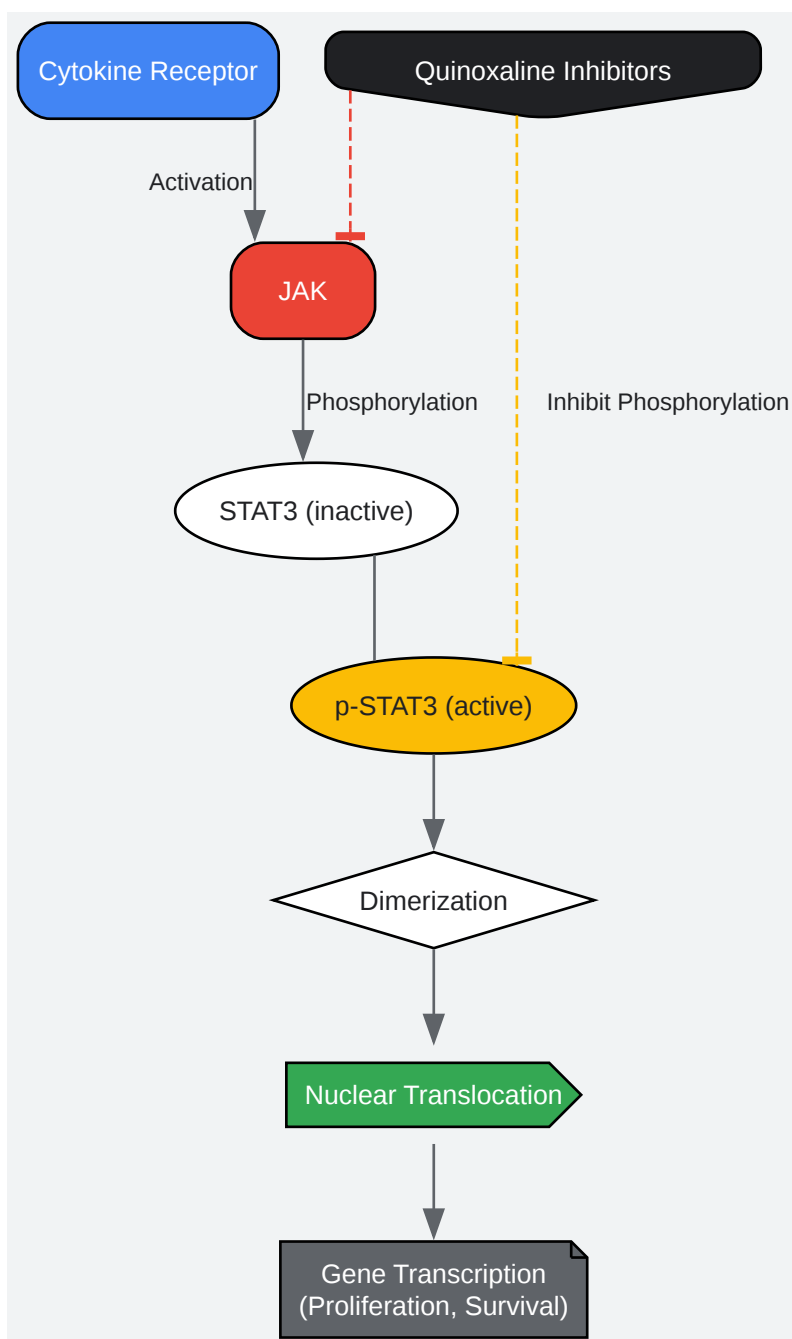 Cytokine Receptor
Quinoxaline Inhibitors
Activation
JAK
Phosphorylation
Inhibit Phosphorylation
STAT3 (inactive)
p-STAT3 (active)
Dimerization
Nuclear Translocation
Gene Transcription
(Proliferation, Survival)